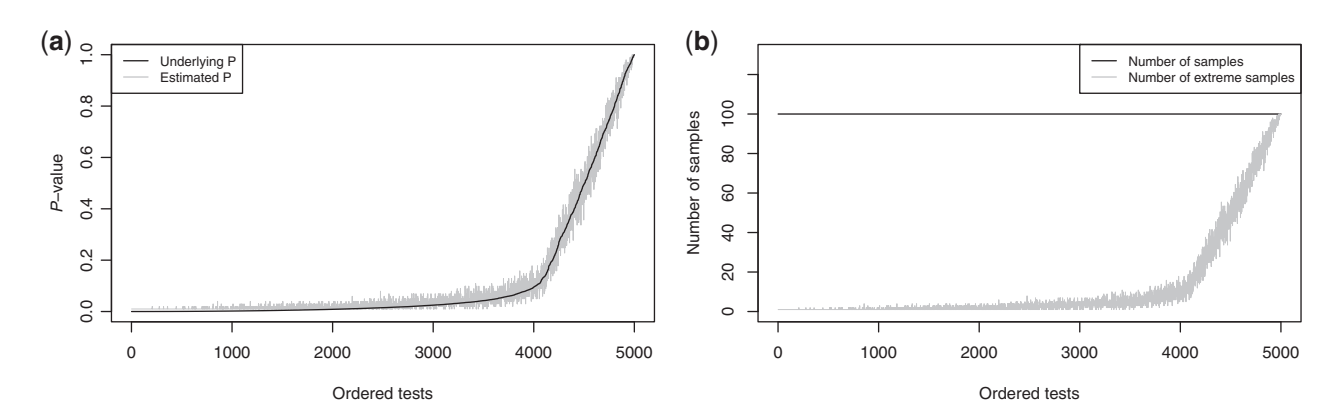 (a)
Underlying P
Estimated P
P−value
0.0 0.2 0.4 0.6 0.8 1.0
0 1000 2000 3000 4000 5000
Ordered tests
(b)
Number of samples
Number of extreme samples
Number of samples
0 20 40 60 80 100
0 1000 2000 3000 4000 5000
Ordered tests